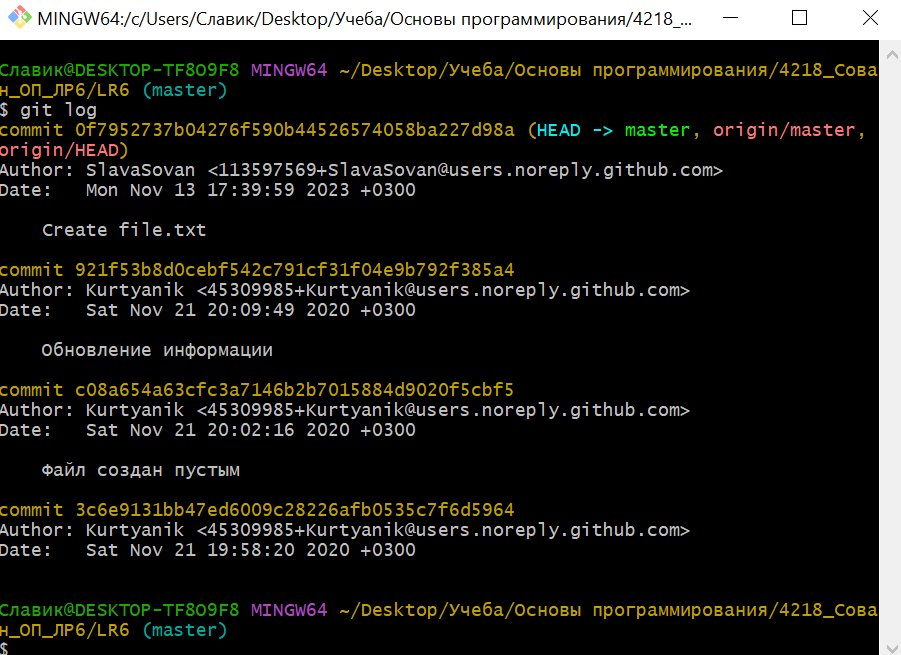 MINGW64:/c/Users/Славик/Desktop/Учеба/Основы программирования/4218_...
Славик@DESKTOP-TF8O9F8 MINGW64 ~/Desktop/Учеба/Основы программирования/4218_Сова
н_ОП_ЛР6/LR6 (master)
$ git log
commit 0f7952737b04276f590b44526574058ba227d98a (HEAD -> master, origin/master,
origin/HEAD)
Author: SlavaSovan <113597569+SlavaSovan@users.noreply.github.com>
Date:   Mon Nov 13 17:39:59 2023 +0300
    Create file.txt
commit 921f53b8d0cebf542c791cf31f04e9b792f385a4
Author: Kurtyanik <45309985+Kurtyanik@users.noreply.github.com>
Date:   Sat Nov 21 20:09:49 2020 +0300
    Обновление информации
commit c08a654a63cfc3a7146b2b7015884d9020f5cbf5
Author: Kurtyanik <45309985+Kurtyanik@users.noreply.github.com>
Date:   Sat Nov 21 20:02:16 2020 +0300
    Файл создан пустым
commit 3c6e9131bb47ed6009c28226afb0535c7f6d5964
Author: Kurtyanik <45309985+Kurtyanik@users.noreply.github.com>
Date:   Sat Nov 21 19:58:20 2020 +0300
Славик@DESKTOP-TF8O9F8 MINGW64 ~/Desktop/Учеба/Основы программирования/4218_Сова
н_ОП_ЛР6/LR6 (master)
$